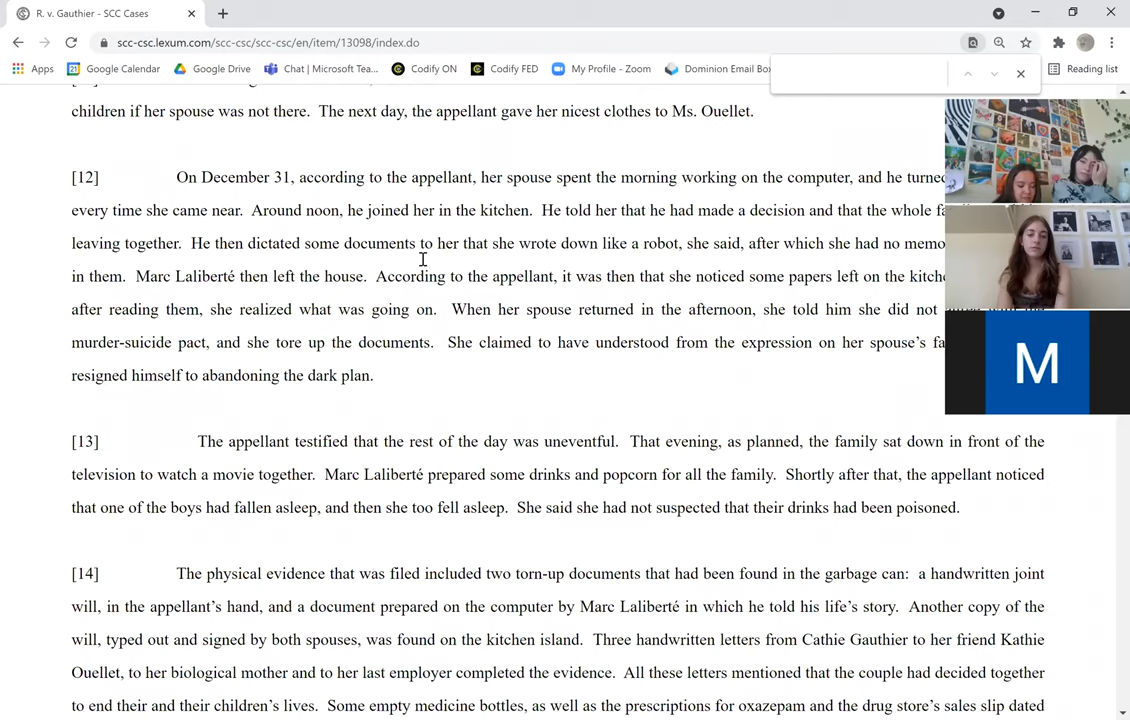 R. v. Gauthier - SCC Cases
scc-csc.lexum.com/scc-csc/scc-csc/en/item/13098/index.do
Apps Google Calendar Google Drive Chat | Microsoft Tea... Codify ON Codify FED My Profile - Zoom Dominion Email Box Reading list
children if her spouse was not there. The next day, the appellant gave her nicest clothes to Ms. Ouellet.
[12] On December 31, according to the appellant, her spouse spent the morning working on the computer, and he turned
every time she came near. Around noon, he joined her in the kitchen. He told her that he had made a decision and that the whole
leaving together. He then dictated some documents to her that she wrote down like a robot, she said, after which she had no
in them. Marc Laliberté then left the house. According to the appellant, it was then that she noticed some papers left on the
after reading them, she realized what was going on. When her spouse returned in the afternoon, she told him she did not
murder-suicide pact, and she tore up the documents. She claimed to have understood from the expression on her spouse's
resigned himself to abandoning the dark plan.
[13] The appellant testified that the rest of the day was uneventful. That evening, as planned, the family sat down in front of the
television to watch a movie together. Marc Laliberté prepared some drinks and popcorn for all the family. Shortly after that, the appellant noticed
that one of the boys had fallen asleep, and then she too fell asleep. She said she had not suspected that their drinks had been poisoned.
[14] The physical evidence that was filed included two torn-up documents that had been found in the garbage can: a handwritten joint
will, in the appellant's hand, and a document prepared on the computer by Marc Laliberté in which he told his life's story. Another copy of the
will, typed out and signed by both spouses, was found on the kitchen island. Three handwritten letters from Cathie Gauthier to her friend Kathie
Ouellet, to her biological mother and to her last employer completed the evidence. All these letters mentioned that the couple had decided together
to end their and their children's lives. Some empty medicine bottles, as well as the prescriptions for oxazepam and the drug store's sales slip dated
M